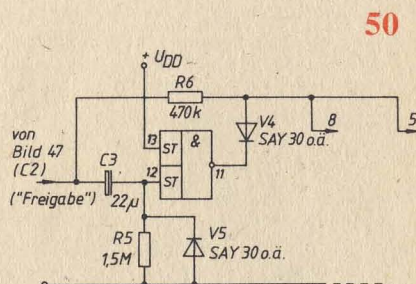 50
+ UDD
R6
470k
V4
SAY 30 o.ä.
8
5
13
ST
&
von
Bild 47
(C2)
("Freigabe")
C3
22µ
12
ST
11
R5
1,5M
V5
SAY 30 o.ä.